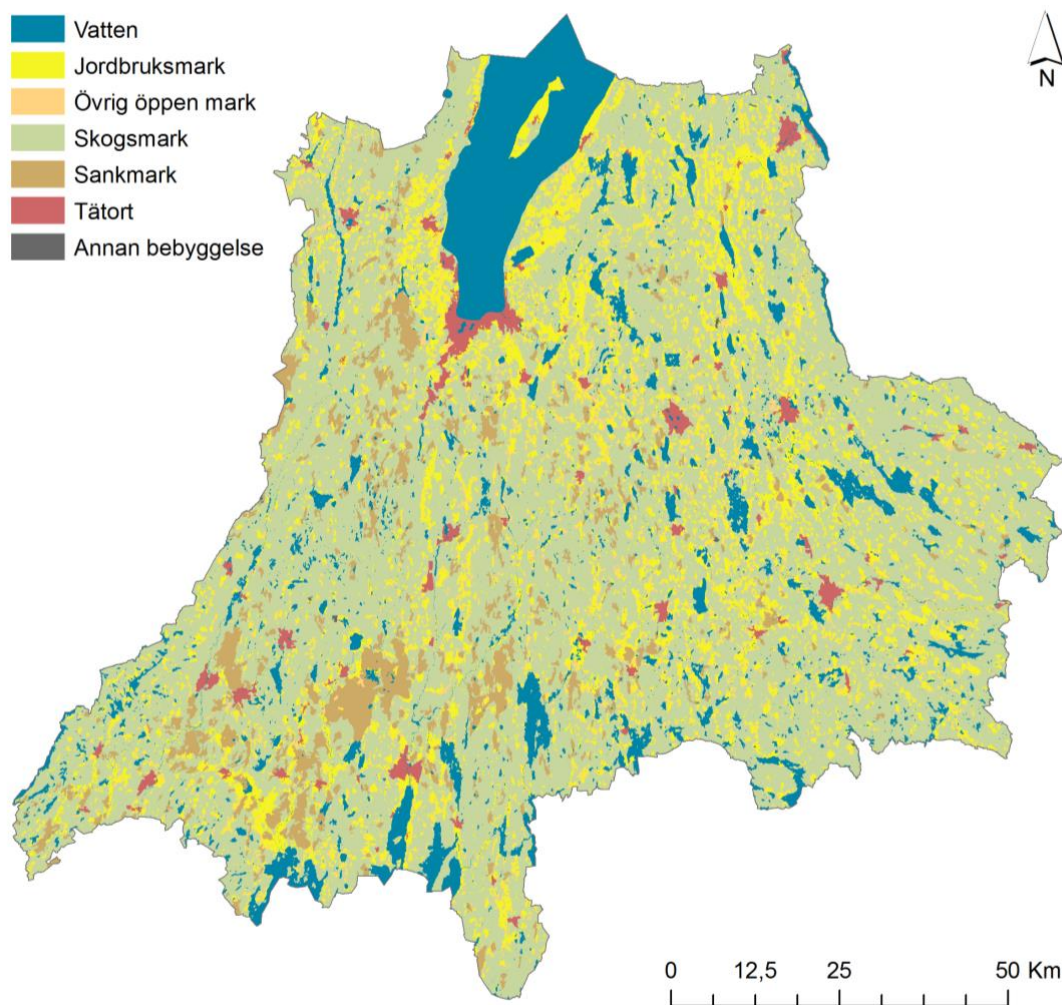 Vatten
Jordbruksmark
Övrig öppen mark
Skogsmark
Sankmark
Tätort
Annan bebyggelse
N
0 12,5 25 50 Km